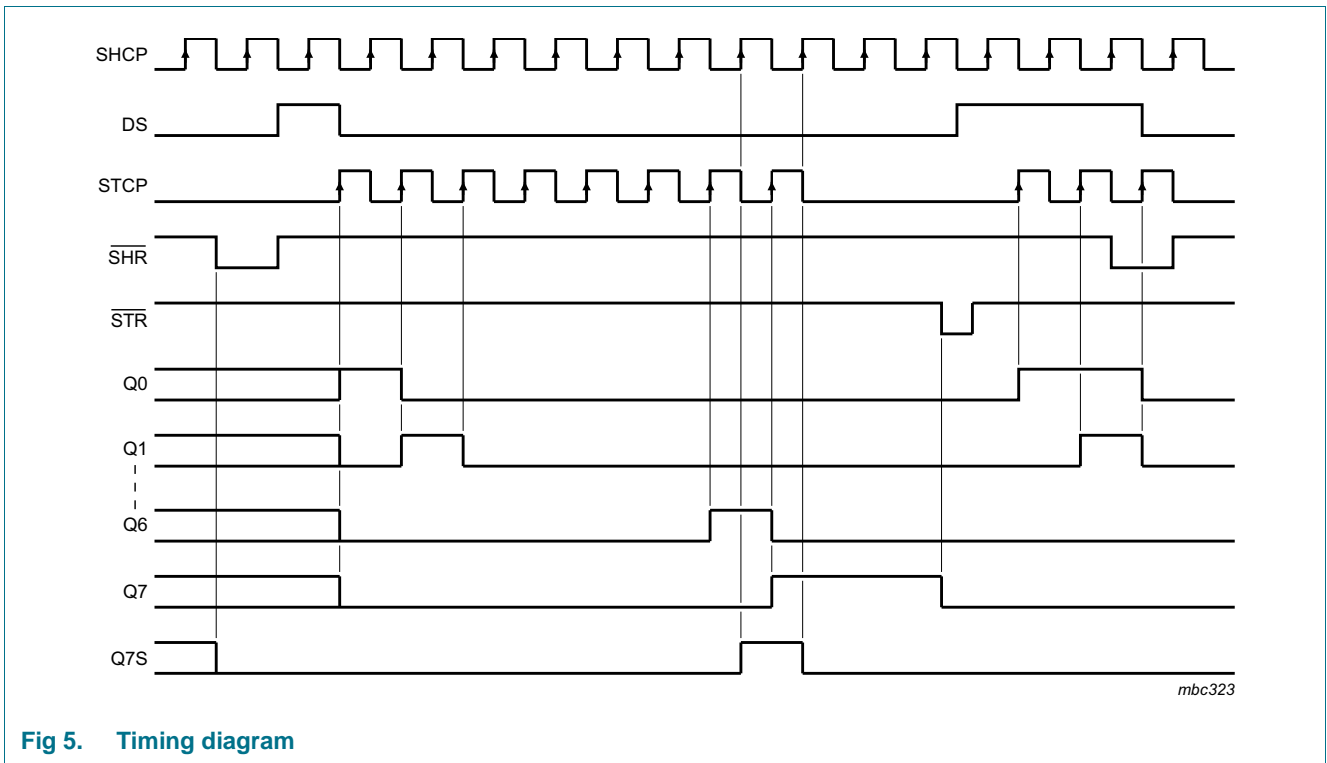 SHCP
DS
STCP
SHR
STR
Q0
Q1
Q6
Q7
Q7S
mbc323
Fig 5. Timing diagram